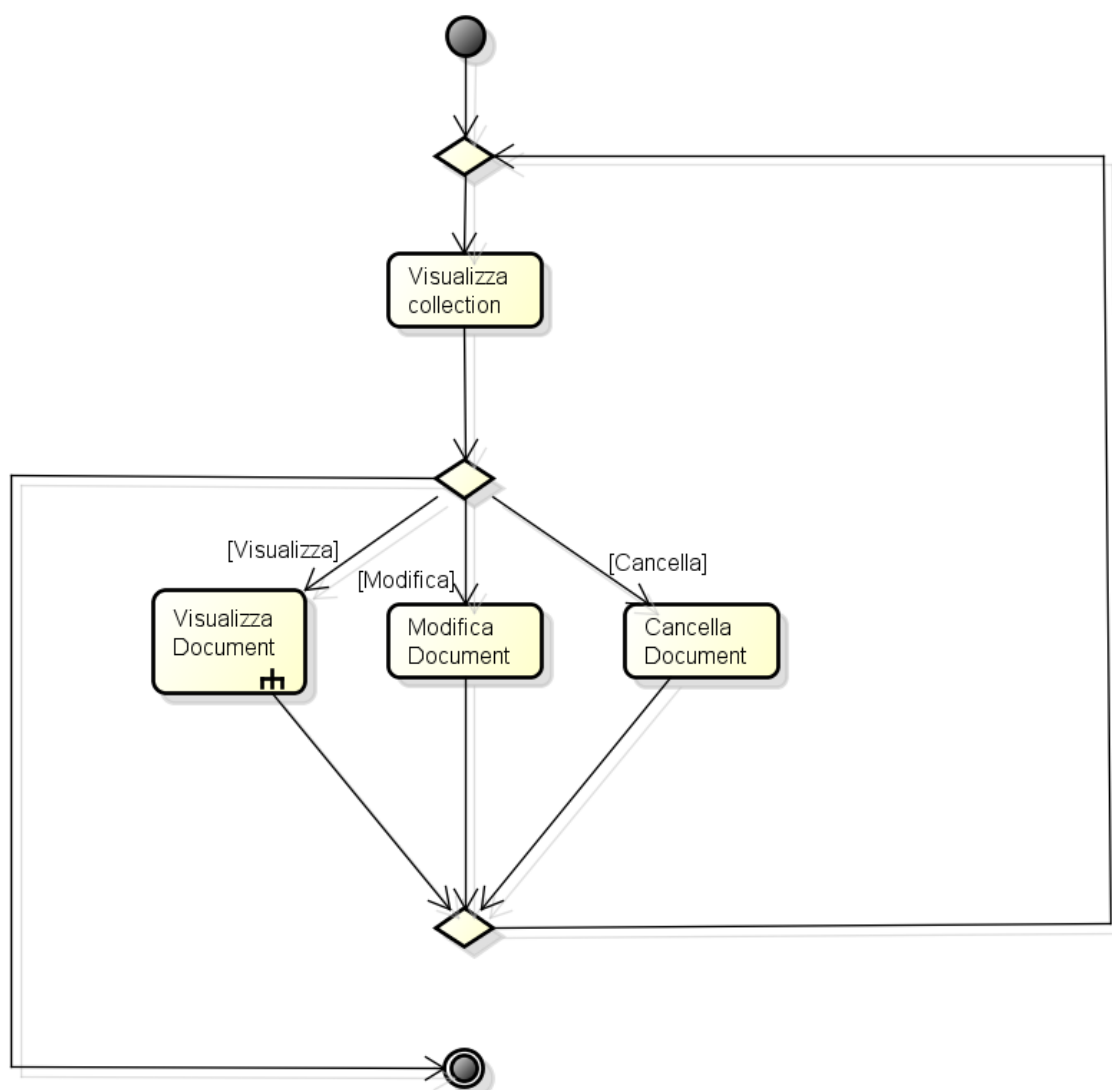 Visualizza
collection
[Visualizza]
[Modifica]
[Cancella]
Visualizza
Document
Modifica
Document
Cancella
Document